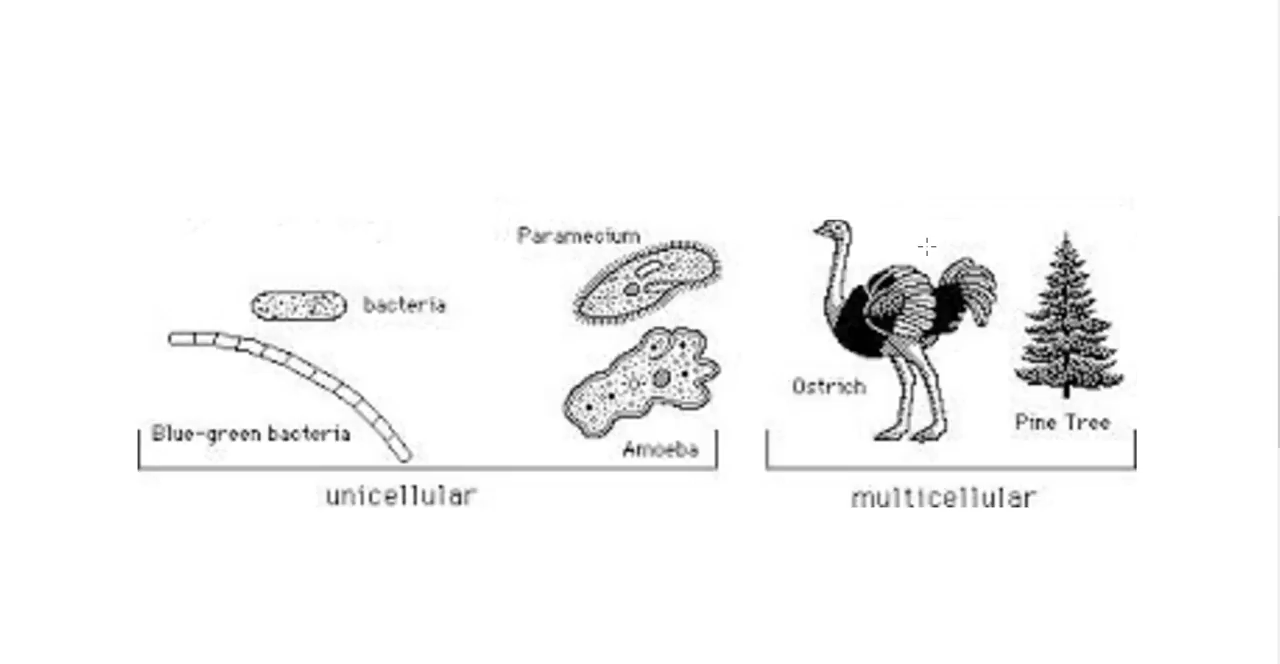 Paramecium
bacteria
Ostrich
Blue-green bacteria
Amoeba
Pine Tree
unicellular
multicellular